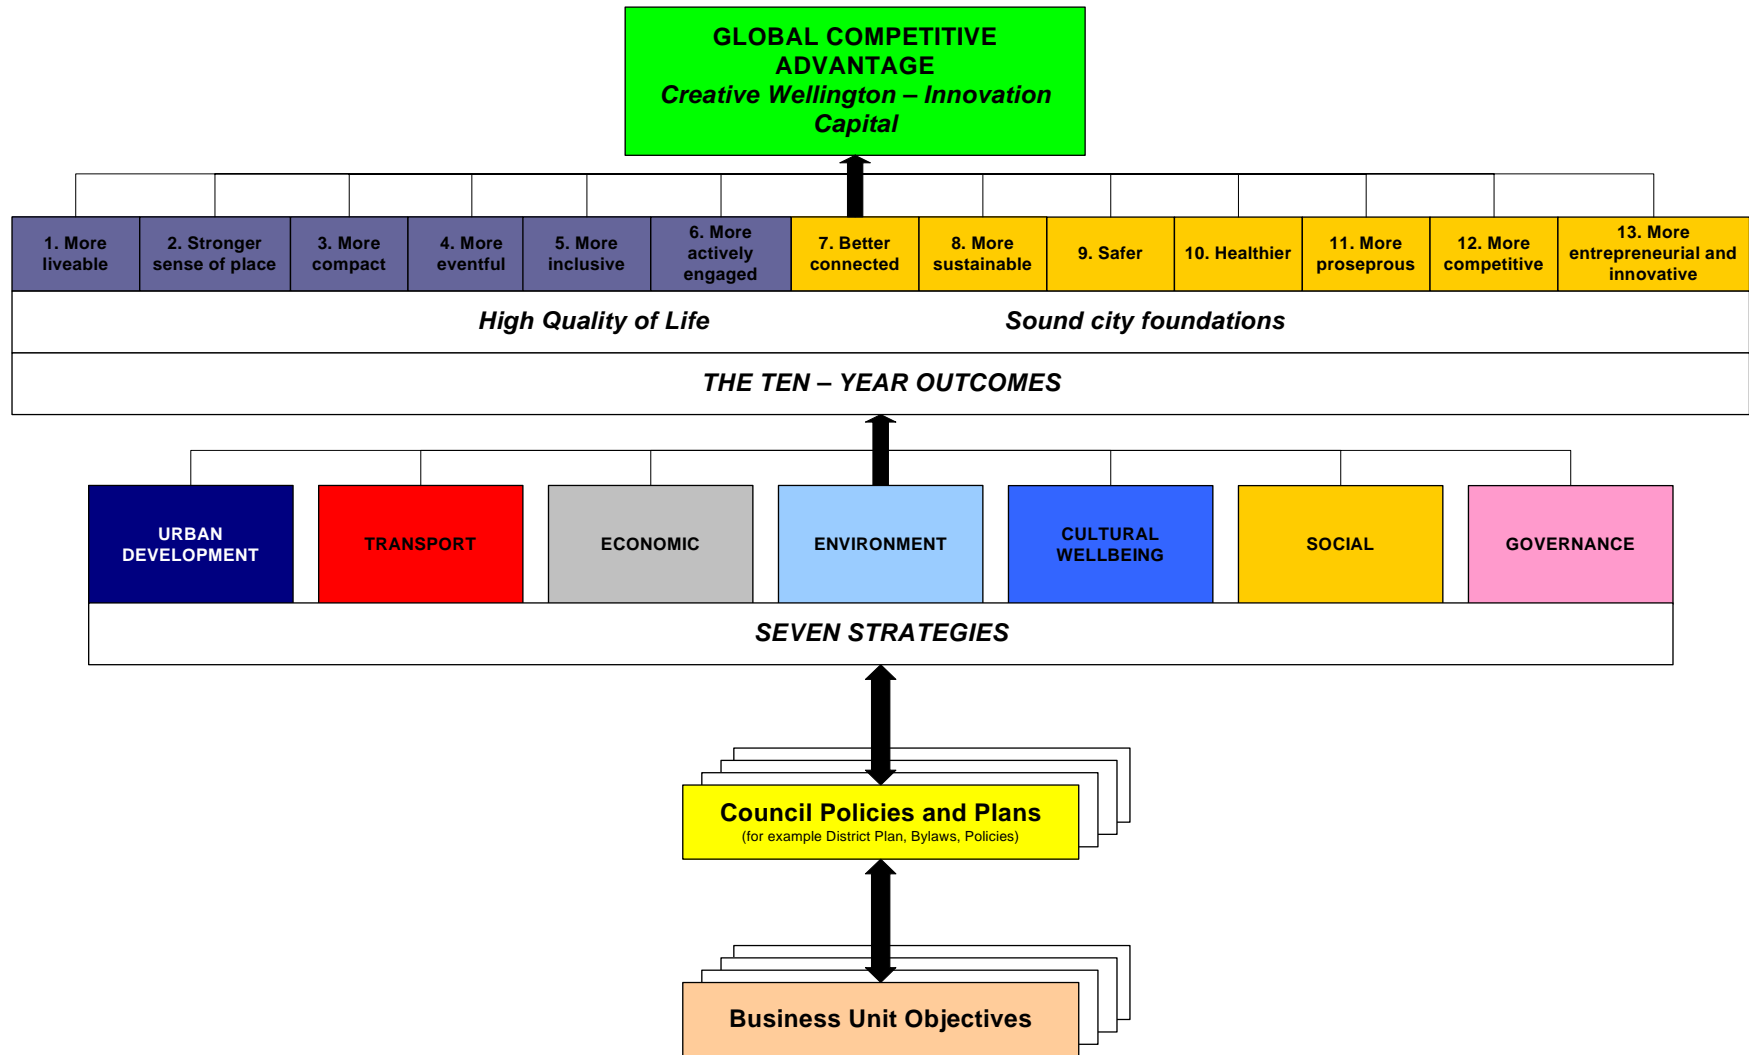 GLOBAL COMPETITIVE
ADVANTAGE
Creative Wellington – Innovation
Capital
1. More
liveable
2. Stronger
sense of place
3. More
compact
4. More
eventful
5. More
inclusive
6. More
actively
engaged
7. Better
connected
8. More
sustainable
9. Safer
10. Healthier
11. More
proseprous
12. More
competitive
13. More
entrepreneurial and
innovative
High Quality of Life
Sound city foundations
THE TEN – YEAR OUTCOMES
URBAN
DEVELOPMENT
TRANSPORT
ECONOMIC
ENVIRONMENT
CULTURAL
WELLBEING
SOCIAL
GOVERNANCE
SEVEN STRATEGIES
Council Policies and Plans
(for example District Plan, Bylaws, Policies)
Business Unit Objectives